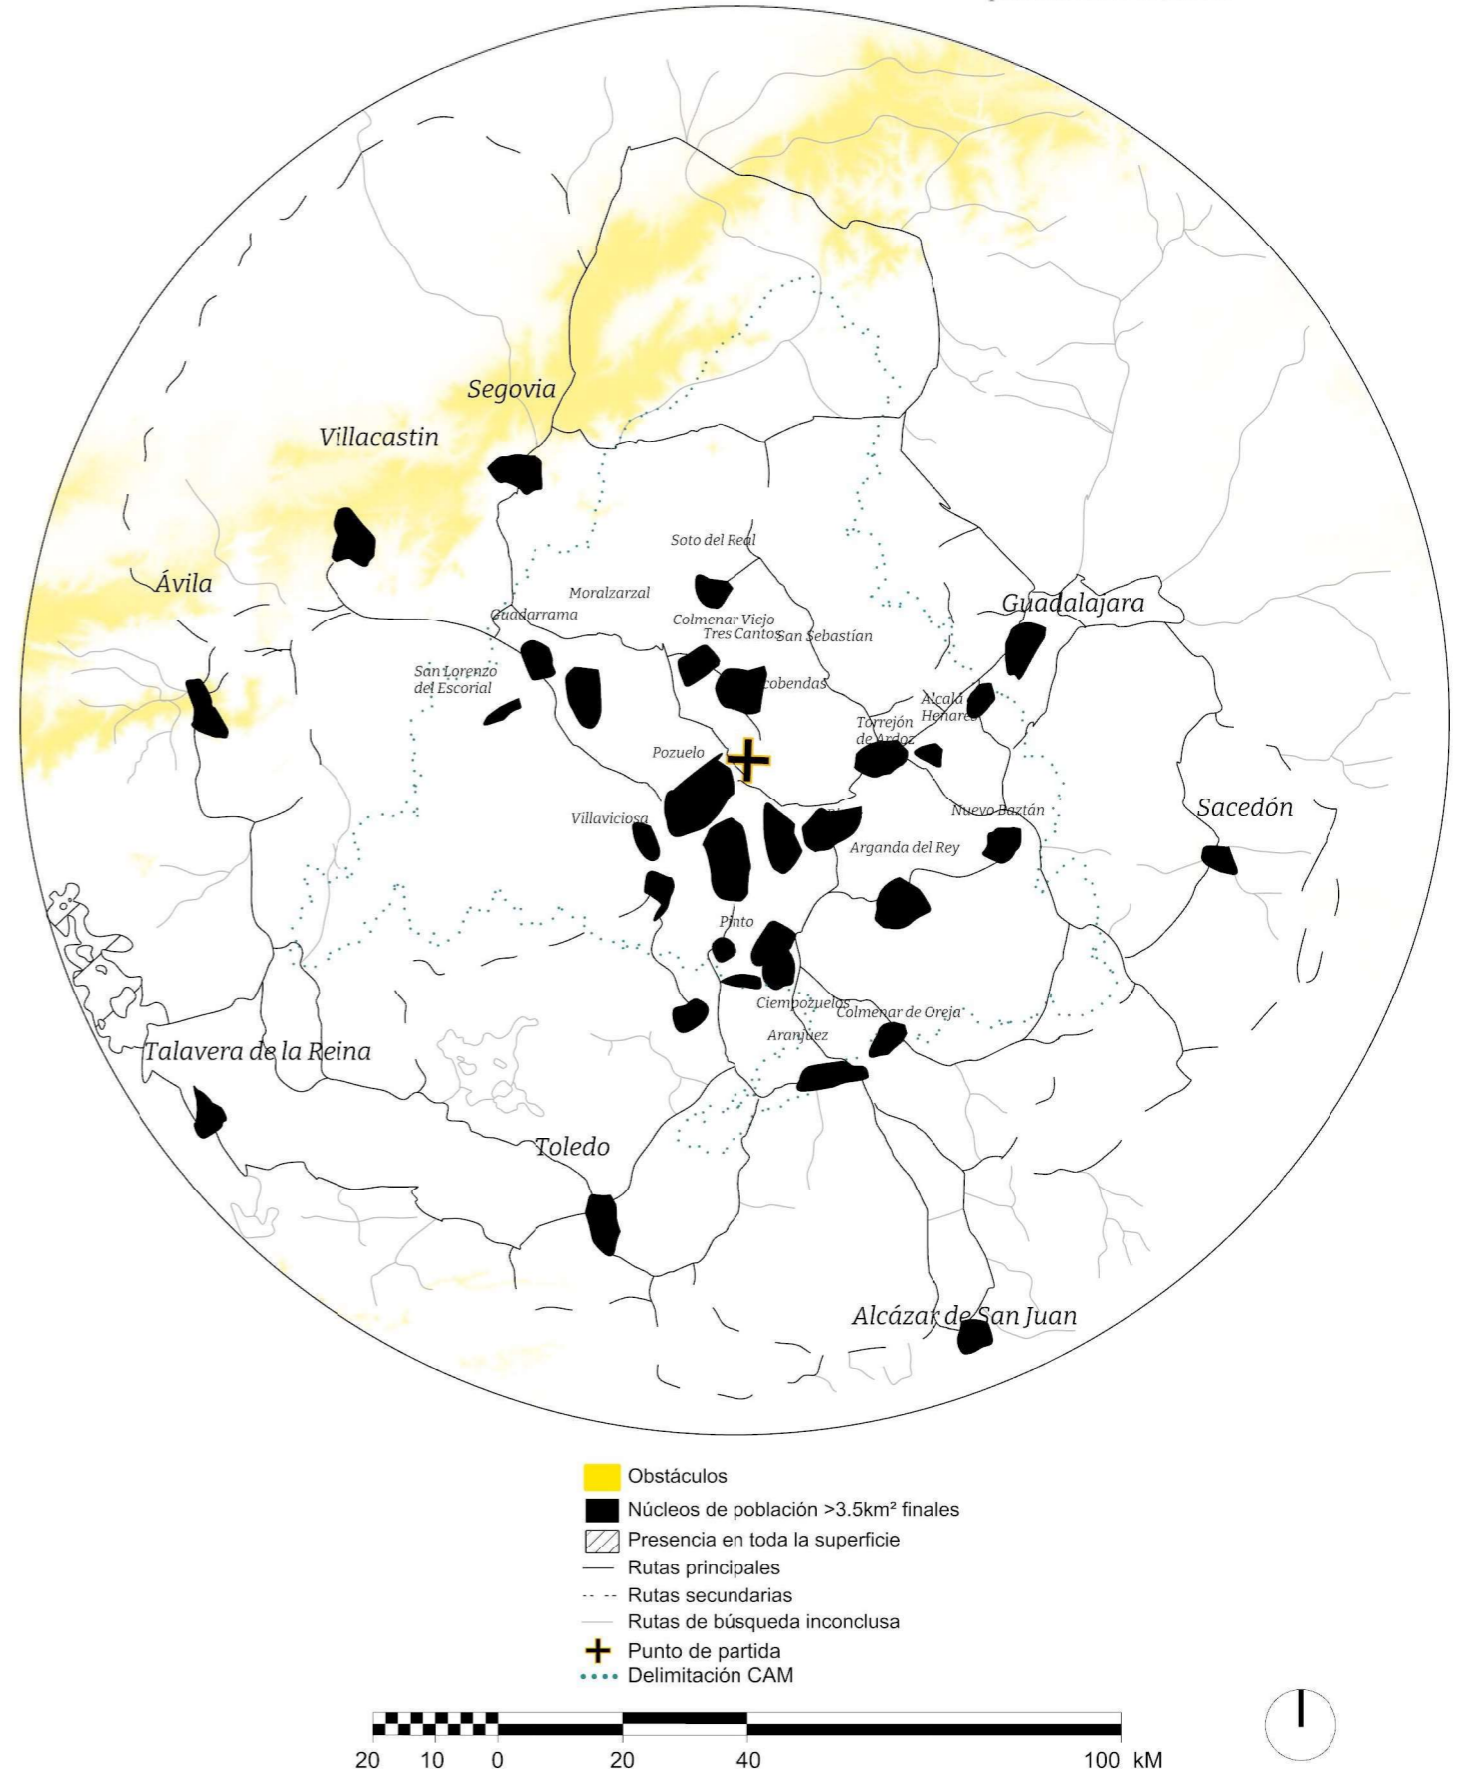 Segovia
Villacastin
Soto del Real
Ávila
Moralzarzal
Guadalajara
Guadarrama
Colmenar Viejo
Tres Cantos
San Sebastían
San Lorenzo
del Escorial
cobendas
Alcalá
Henares
Torrejón
de Ardoz
Pozuelo
Nuevo Baztán
Sacedón
Villaviciosa
Arganda del Rey
Pinto
Ciempozuelos
Colmenar de Oreja
Aranjuez
Talavera de la Reina
Toledo
Alcázar de San Juan
Obstáculos
Núcleos de población >3.5km² finales
Presencia en toda la superficie
Rutas principales
Rutas secundarias
Rutas de búsqueda inconclusa
Punto de partida
Delimitación CAM
20 10 0 20 40 100 kM